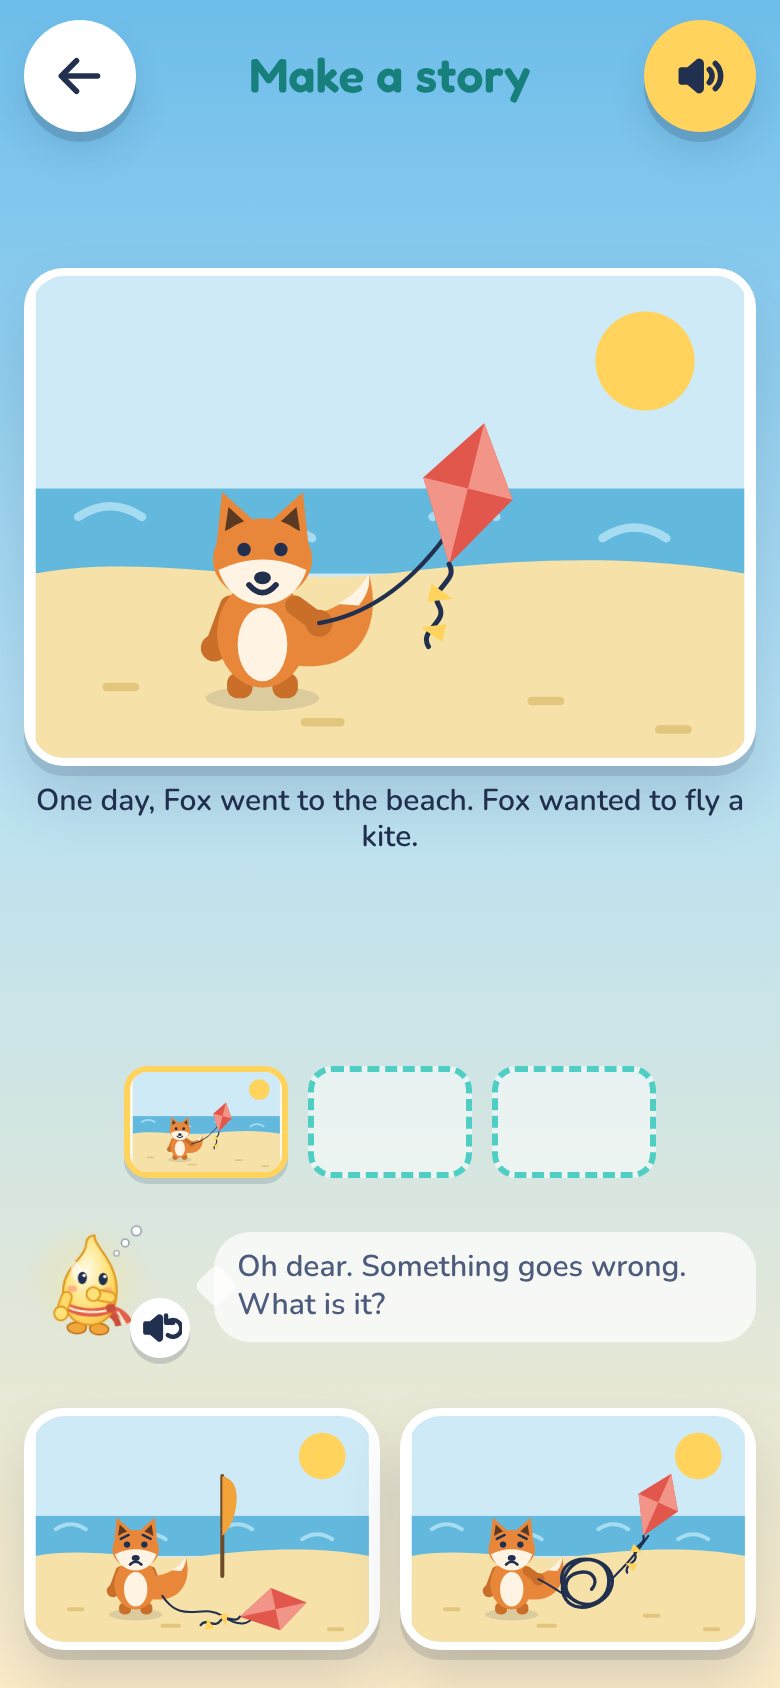 Make a story
One day, Fox went to the beach. Fox wanted to fly a
kite.
Oh dear. Something goes wrong.
What is it?